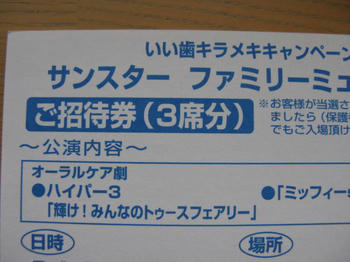 いい歯キラメキキャンペーン
サンスター ファミリーミュ
ご招待券（3席分）
※お客様が当選さ
ましたら（保護
でもご入場頂け
～公演内容～
オーラルケア劇
●ハイパー3
「輝け！みんなのトゥースフェアリー」
●「ミッフィー
日時
場所